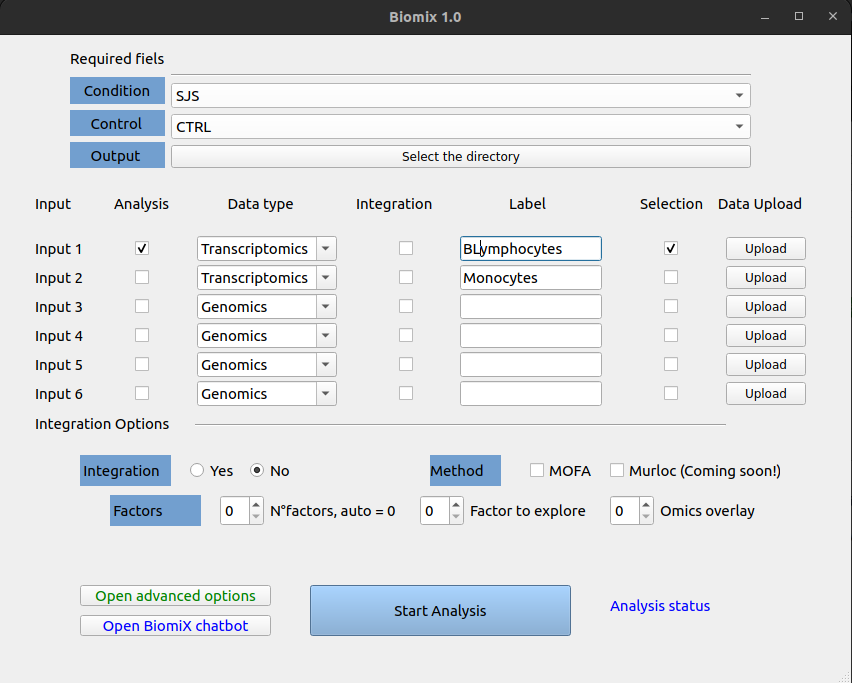 Biomix 1.0
Required fiels
Condition SJS
Control CTRL
Output Select the directory
Input Analysis Data type Integration Label Selection Data Upload
Input 1 Transcriptomics BLymphocytes Upload
Input 2 Transcriptomics Monocytes Upload
Input 3 Genomics Upload
Input 4 Genomics Upload
Input 5 Genomics Upload
Input 6 Genomics Upload
Integration Options
Integration Yes No Method MOFA Murloc (Coming soon!)
Factors 0 N°factors, auto = 0 0 Factor to explore 0 Omics overlay
Open advanced options
Start Analysis Analysis status
Open BiomiX chatbot